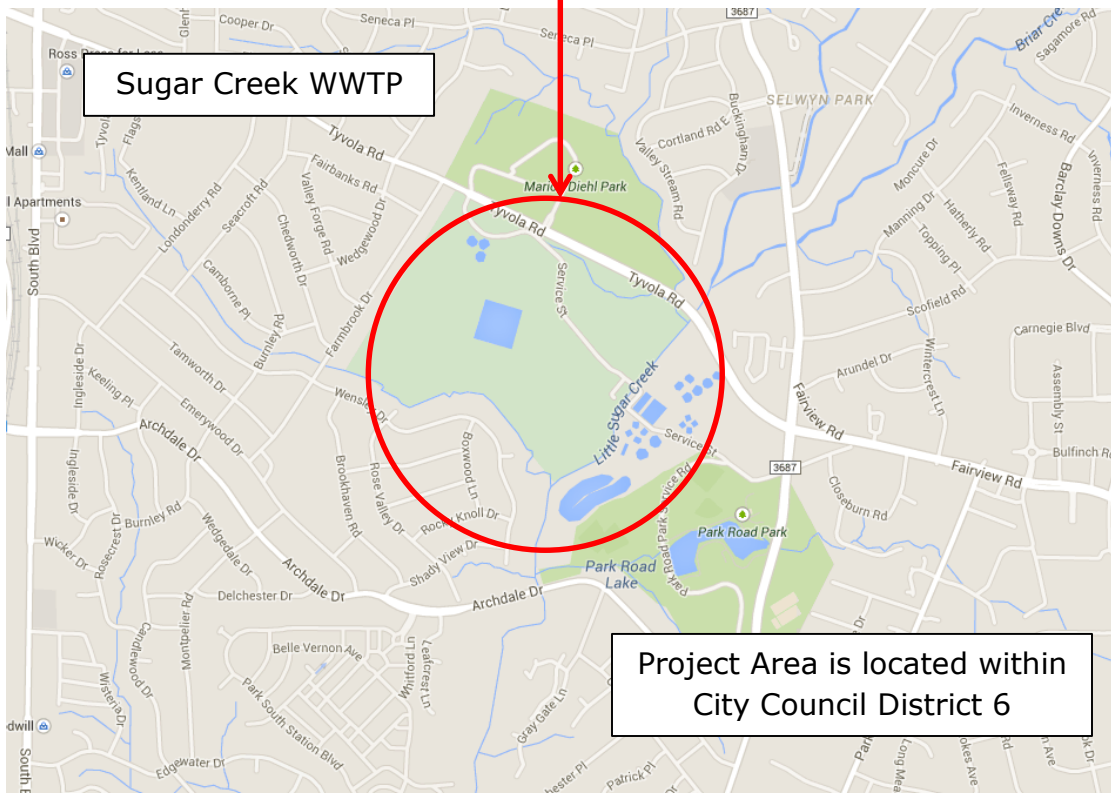 Sugar Creek WWTP
Project Area is located within
City Council District 6
3687
Seneca Pl
Cooper Dr
Seneca Pl
Briar Cre
Sagamore Rd
Tyvola Rd
SELWYN PARK
Buckingham Dr
Cortland Rd
Inverness Rd
Inverness Rd
Moncure Dr
Barclay Downs Dr
Fellsway Rd
Hatherly Rd
Manning Dr
Topping Pl
Valley Stream Rd
Mall
Kentland Ln
Fairbanks Rd
Valley Forge Rd
Wedgewood Dr
Seacroft Rd
Londonderry Rd
Chedworth Dr
Apartments
Tyvola Rd
Service St
Tyvola Rd
South Blvd
Camborne Pl
Burnley Rd
Farmbrook Dr
Scofield Rd
Wintercrest Ln
Carnegie Blvd
Arundel Dr
Assembly St
Tamworth Dr
Ingleside Dr
Keeling Pl
Emerywood Dr
Wensley Dr
Little Sugar Creek
Fairview Rd
Archdale Dr
Boxwood Ln
Service St
Bulfinch R
3687
Fairview Rd
Ingleside Dr
Brookhaven Rd
Rose Valley Dr
Rocky Knoll Dr
Closeburn Rd
Burnley Rd
Wedgedale Dr
Rosecrest Dr
Wicker Dr
Park Road Park
Park Road Park Service Rd
Shady View Dr
Park Road
Lake
Archdale Dr
Archdale Dr
Delchester Dr
Montpelier Rd
Candlewood Dr
Wisteria Dr
Belle Vernon Ave
Whitford Ln
Leafcrest Ln
Park South Station Blvd
Gray Gate Ln
Edgewater Dr
Patrick Pl
South B